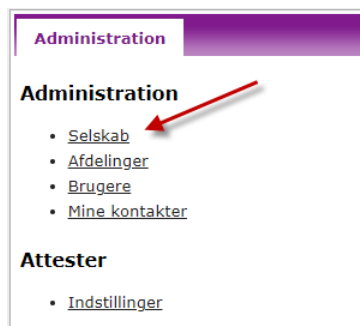 Administration
Administration
Selskab
Afdelinger
Brugere
Mine kontakter
Attester
Indstillinger